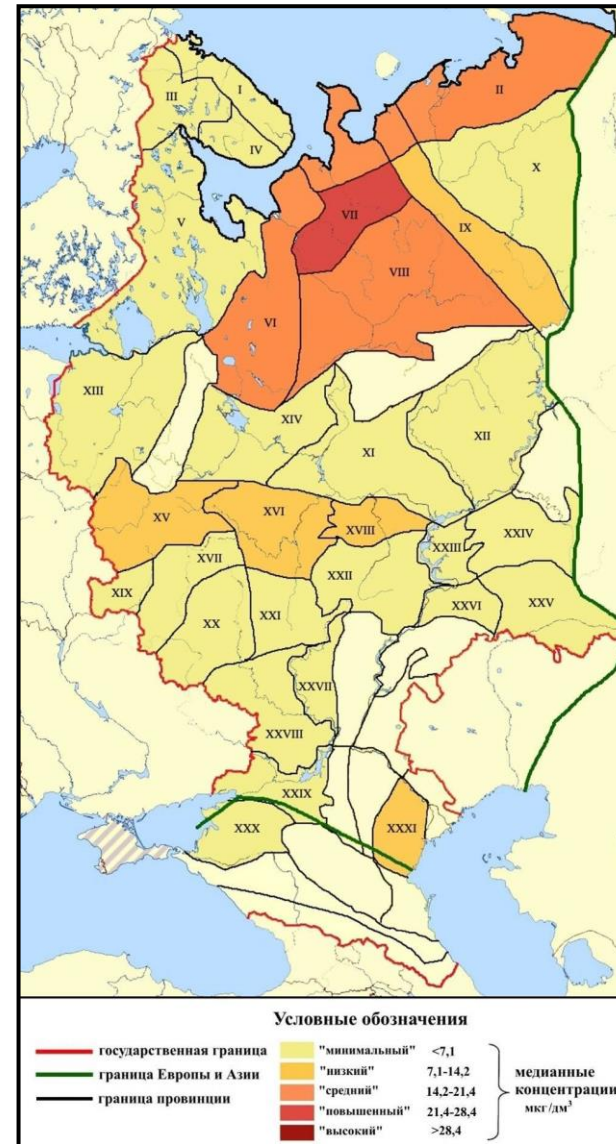 II
I
III
IV
X
VII
IX
V
VIII
VI
XIII
XIV
XI
XII
XV
XVI
XVIII
XXIII
XXIV
XVII
XXII
XIX
XX
XXI
XXVI
XXV
XXVII
XXVIII
XXIX
XXX
XXXI
Условные обозначения
государственная граница
граница Европы и Азии
граница провинции
"минимальный" <7,1
"низкий" 7,1-14,2
"средний" 14,2-21,4
"повышенный" 21,4-28,4
"высокий" >28,4
медианные
концентрации
мкг/дм³